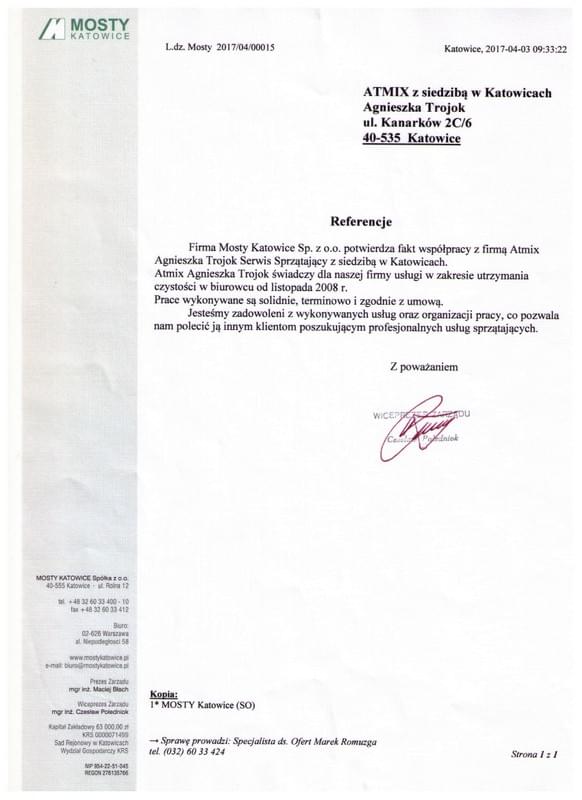 MOSTY
KATOWICE
L.dz. Mosty 2017/04/00015
Katowice, 2017-04-03 09:33:22
ATMIX z siedzibą w Katowicach
Agnieszka Trojok
ul. Kanarków 2C/6
40-535 Katowice
Referencje
Firma Mosty Katowice Sp. z o.o. potwierdza fakt współpracy z firmą Atmix
Agnieszka Trojok Serwis Sprzątający z siedzibą w Katowicach.
Atmix Agnieszka Trojok świadczy dla naszej firmy usługi w zakresie utrzymania
czystości w biurowcu od listopada 2008 r.
Prace wykonywane są solidnie, terminowo i zgodnie z umową.
Jesteśmy zadowoleni z wykonywanych usług oraz organizacji pracy, co pozwala
nam polecić ją innym klientom poszukującym profesjonalnych usług sprzątających.
Z poważaniem
WICEPREZES ZARZĄDU
Czesław Połedniok
MOSTY KATOWICE Spółka z o.o.
40-555 Katowice - ul. Rolna 12
tel. +48 32 60 33 400 - 10
fax +48 32 60 33 412
Biuro:
02-626 Warszawa
al. Niepodległości 58
www.mostykatowice.pl
e-mail: biuro@mostykatowice.pl
Prezes Zarządu
mgr inż. Maciej Błach
Wiceprezes Zarządu
mgr inż. Czesław Połedniok
Kapitał Zakładowy 63 000,00 zł
KRS 0000071499
Sąd Rejonowy w Katowicach
Wydział Gospodarczy KRS
NIP 954-22-51-045
REGON 276135766
Kopia:
1* MOSTY Katowice (SO)
→ Sprawę prowadzi: Specjalista ds. Ofert Marek Romuzga
tel. (032) 60 33 424
Strona 1 z 1